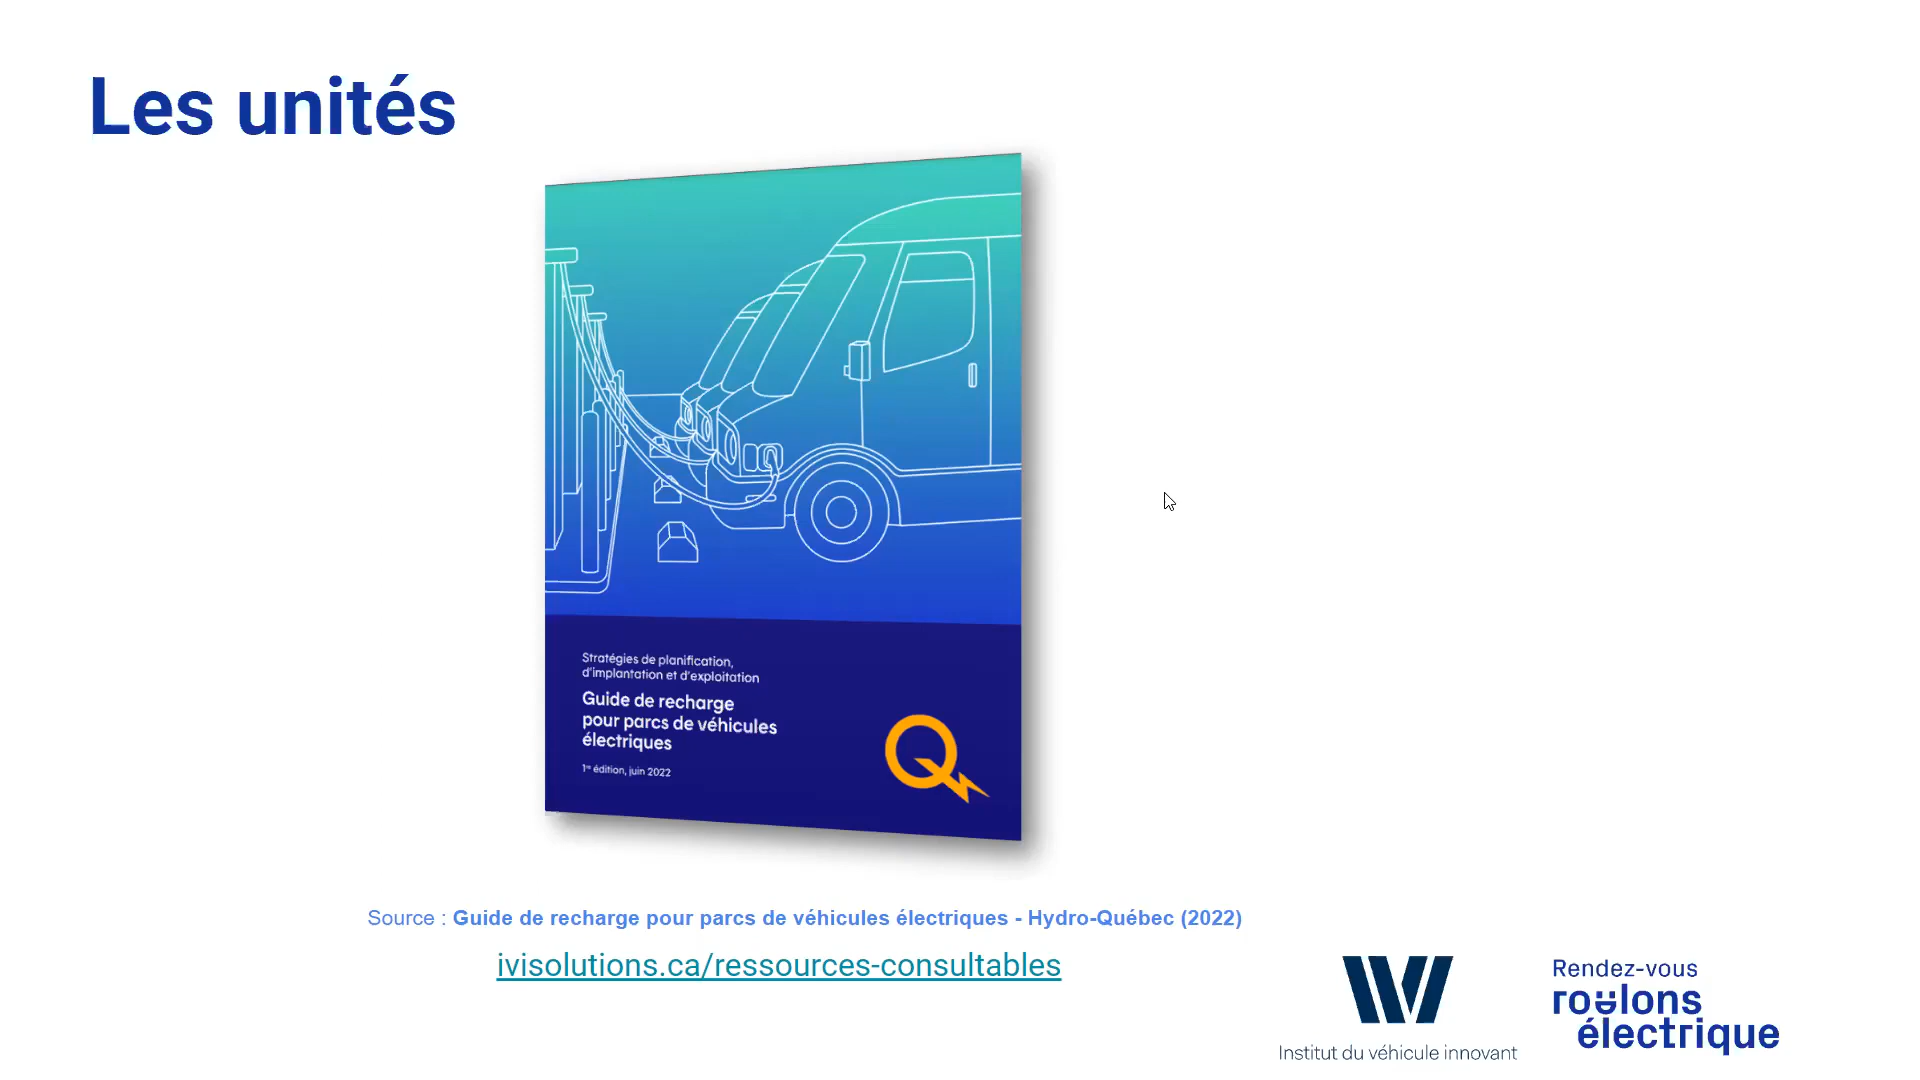 Les unités
Stratégies de planification,
d'implantation et d'exploitation
Guide de recharge
pour parcs de véhicules
électriques
1re édition, juin 2022
Source : Guide de recharge pour parcs de véhicules électriques - Hydro-Québec (2022)
ivisolutions.ca/ressources-consultables
IVI
Institut du véhicule innovant
Rendez-vous
roulons
électrique